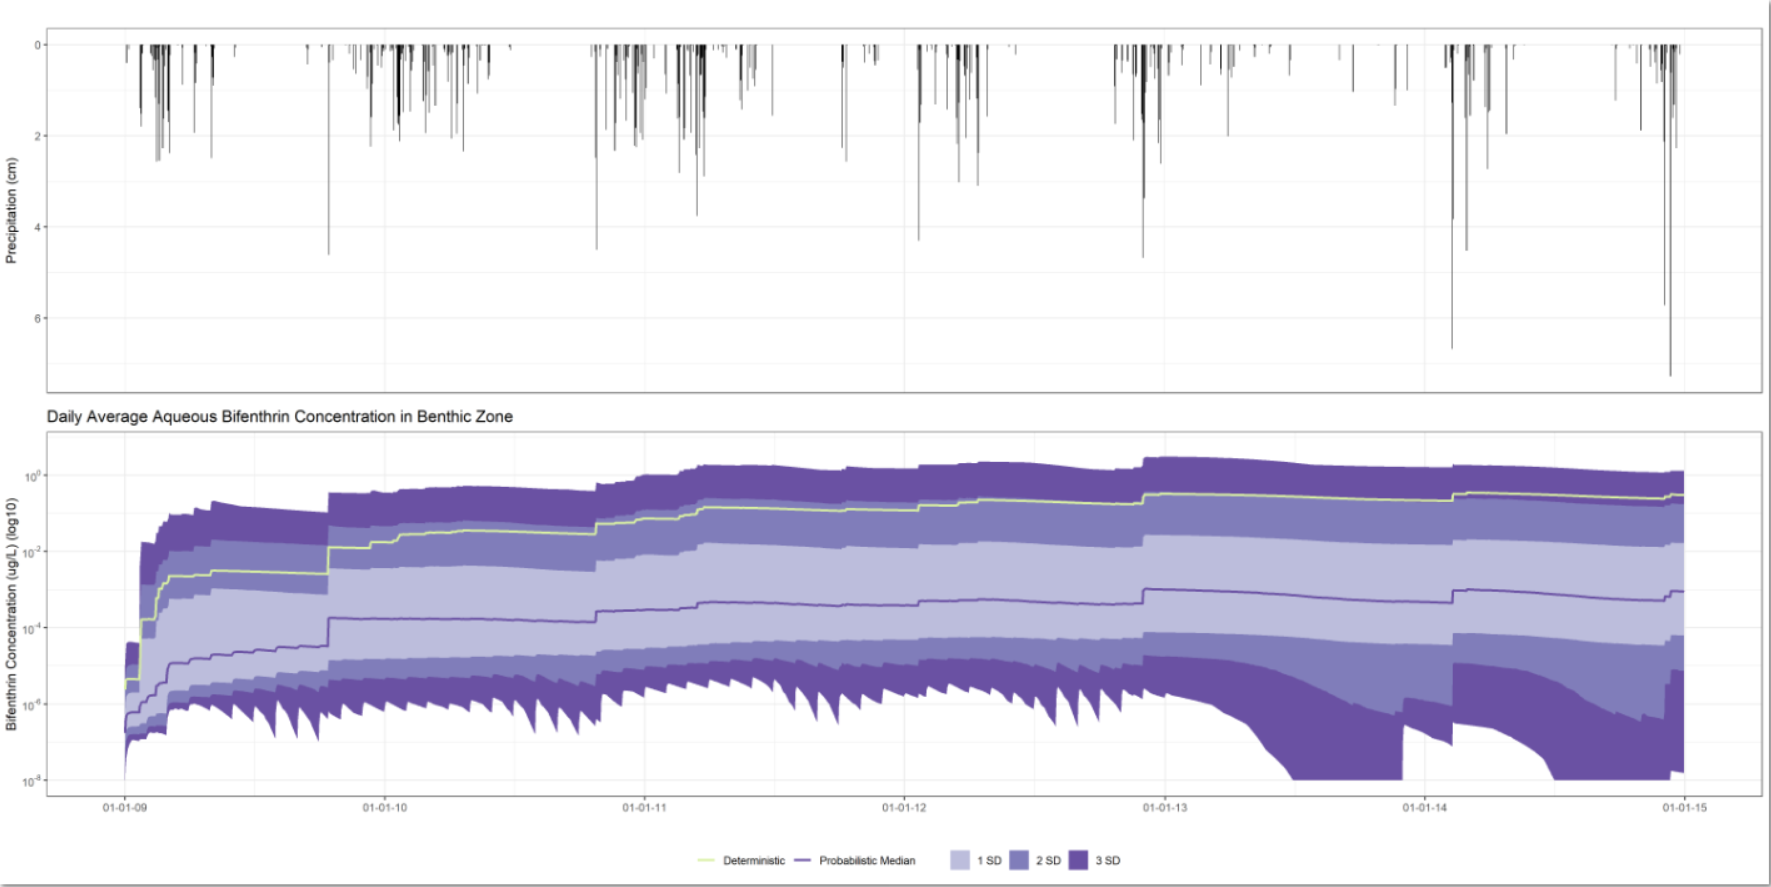 0
2
4
6
Precipitation (cm)
Daily Average Aqueous Bifenthrin Concentration in Benthic Zone
10⁰
10⁻²
10⁻⁴
10⁻⁶
10⁻⁸
Bifenthrin Concentration (ug/L) (log10)
01-01-09 01-01-10 01-01-11 01-01-12 01-01-13 01-01-14 01-01-15
Deterministic Probabilistic Median 1 SD 2 SD 3 SD